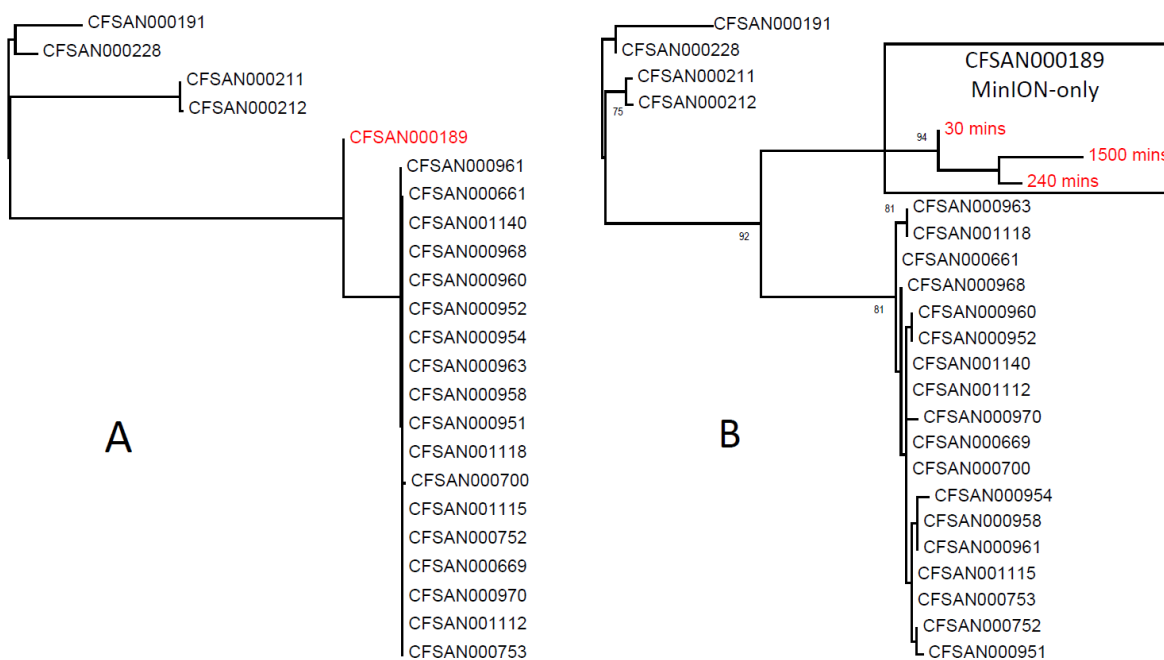 CFSAN000191
CFSAN000228
CFSAN000211
CFSAN000212
CFSAN000189
CFSAN000961
CFSAN000661
CFSAN001140
CFSAN000968
CFSAN000960
CFSAN000952
CFSAN000954
CFSAN000963
CFSAN000958
CFSAN000951
CFSAN001118
CFSAN000700
CFSAN001115
CFSAN000752
CFSAN000669
CFSAN000970
CFSAN001112
CFSAN000753
A
CFSAN000191
CFSAN000228
CFSAN000211
CFSAN000212
75
CFSAN000189
MinION-only
94
30 mins
1500 mins
240 mins
92
81
CFSAN000963
CFSAN001118
CFSAN000661
CFSAN000968
81
CFSAN000960
CFSAN000952
CFSAN001140
CFSAN001112
CFSAN000970
CFSAN000669
CFSAN000700
CFSAN000954
CFSAN000958
CFSAN000961
CFSAN001115
CFSAN000753
CFSAN000752
CFSAN000951
B